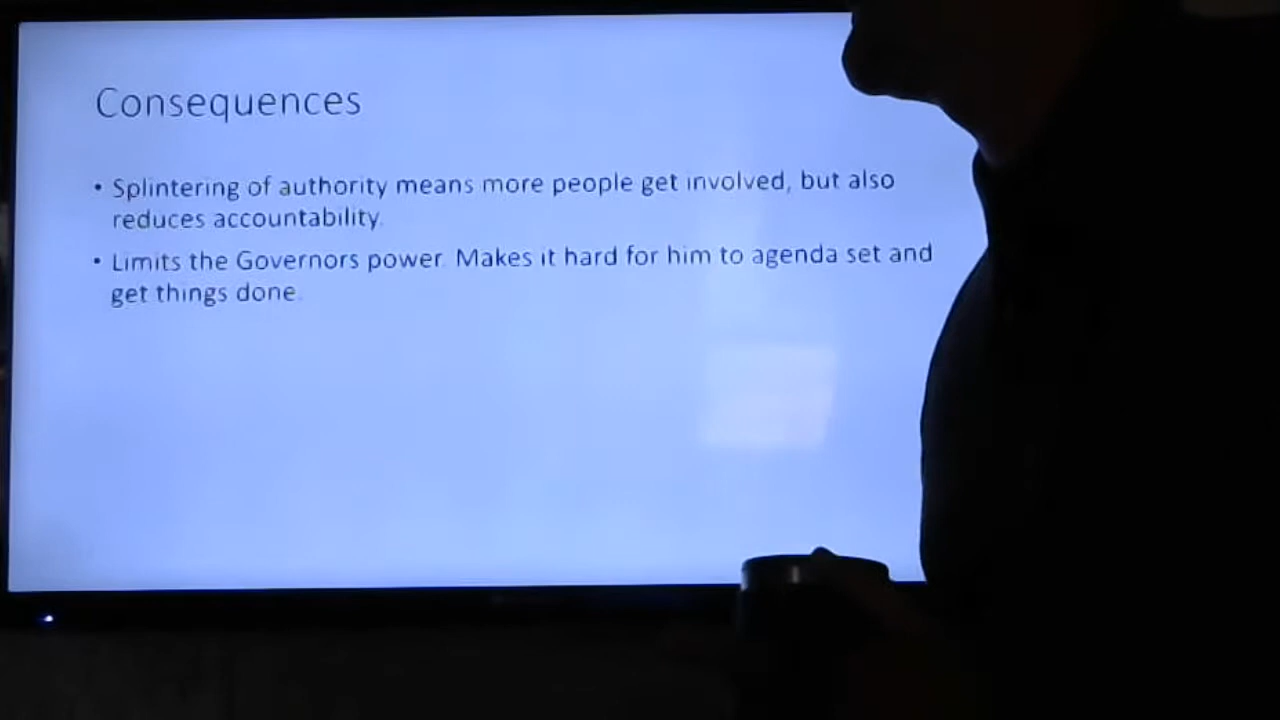 Consequences
• Splintering of authority means more people get involved, but also
reduces accountability.
• Limits the Governors power. Makes it hard for him to agenda set and
get things done.